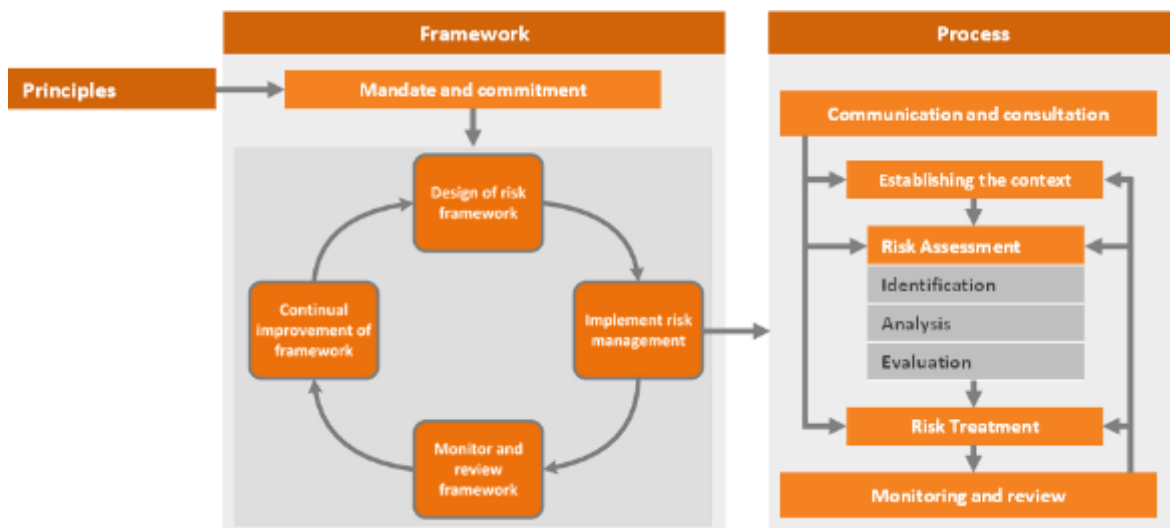 Framework
Process
Principles
Mandate and commitment
Communication and consultation
Design of risk
framework
Establishing the context
Risk Assessment
Identification
Continual
improvement of
framework
Implement risk
management
Analysis
Evaluation
Monitor and
review
framework
Risk Treatment
Monitoring and review